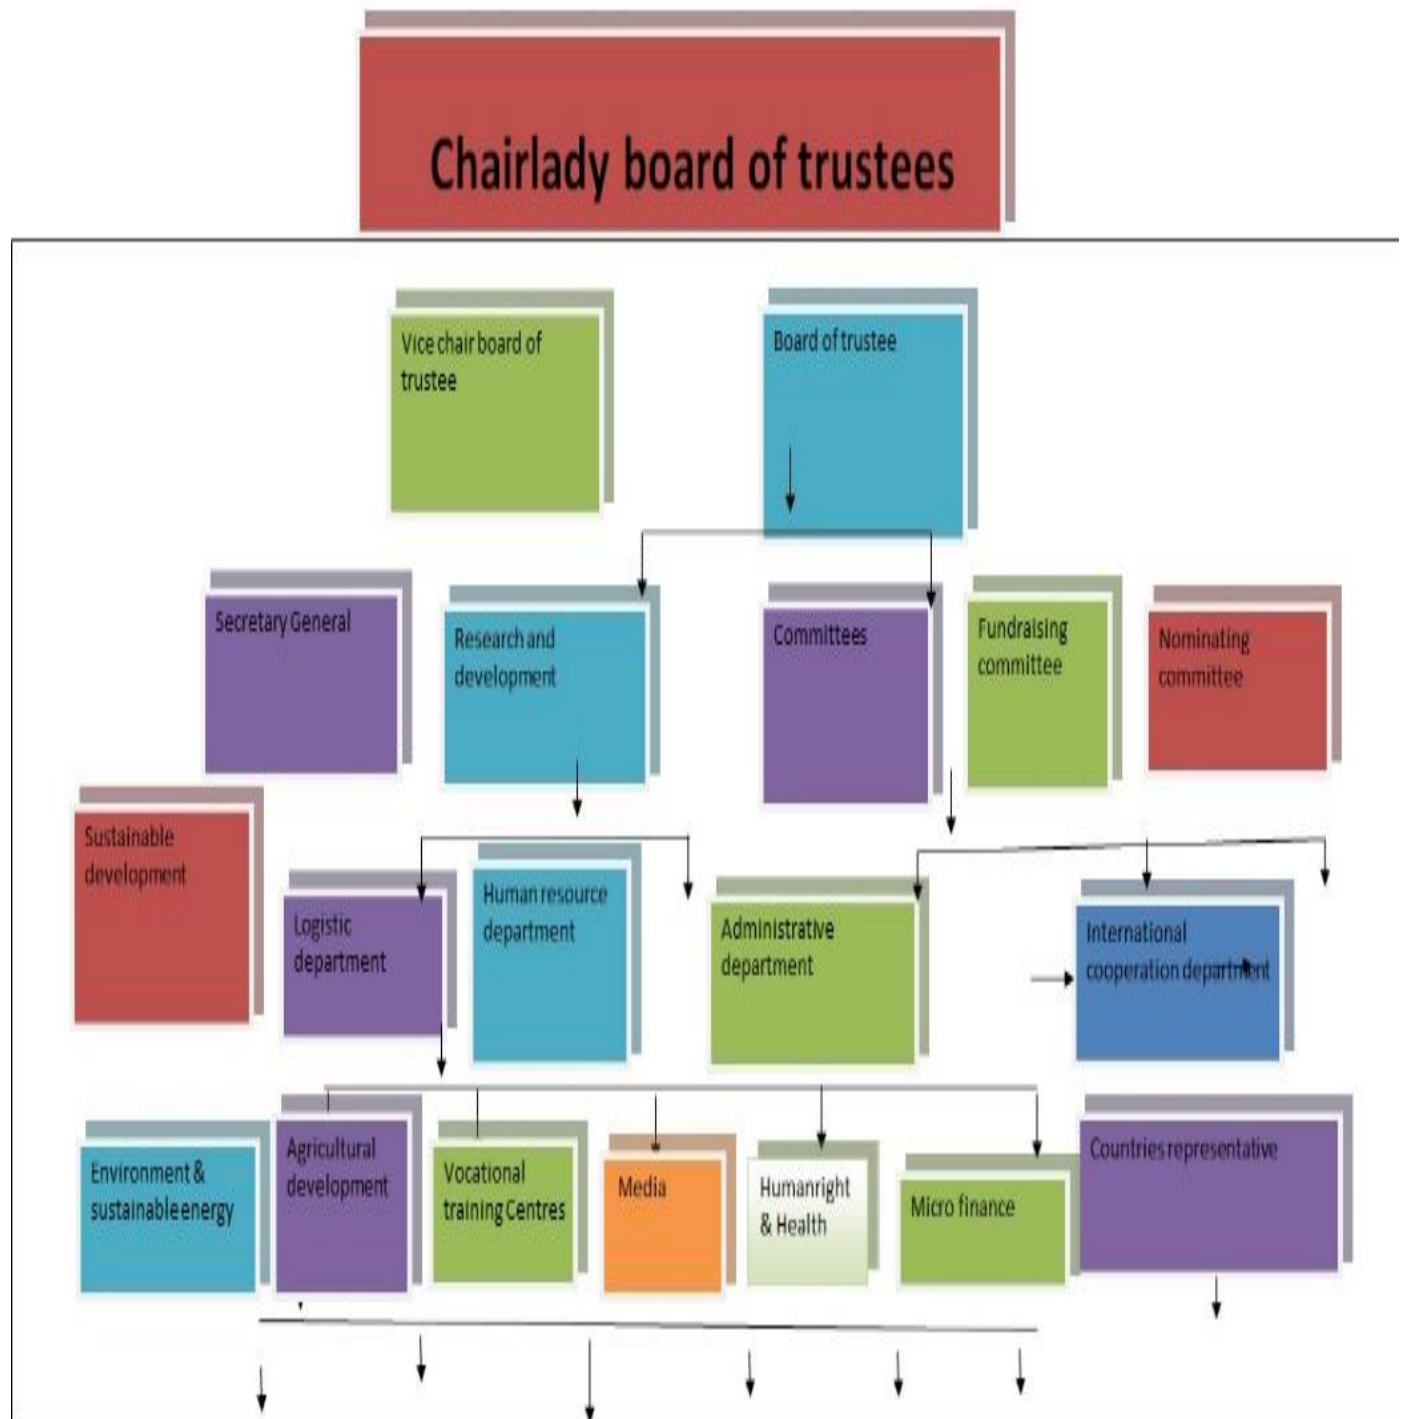 Chairlady board of trustees
Vice chair board of
trustee
Board of trustee
Secretary General
Research and
development
Committees
Fundraising
committee
Nominating
committee
Sustainable
development
Logistic
department
Human resource
department
Administrative
department
International
cooperation department
Environment &
sustainable energy
Agricultural
development
Vocational
training Centres
Media
Humanright
& Health
Micro finance
Countries representative